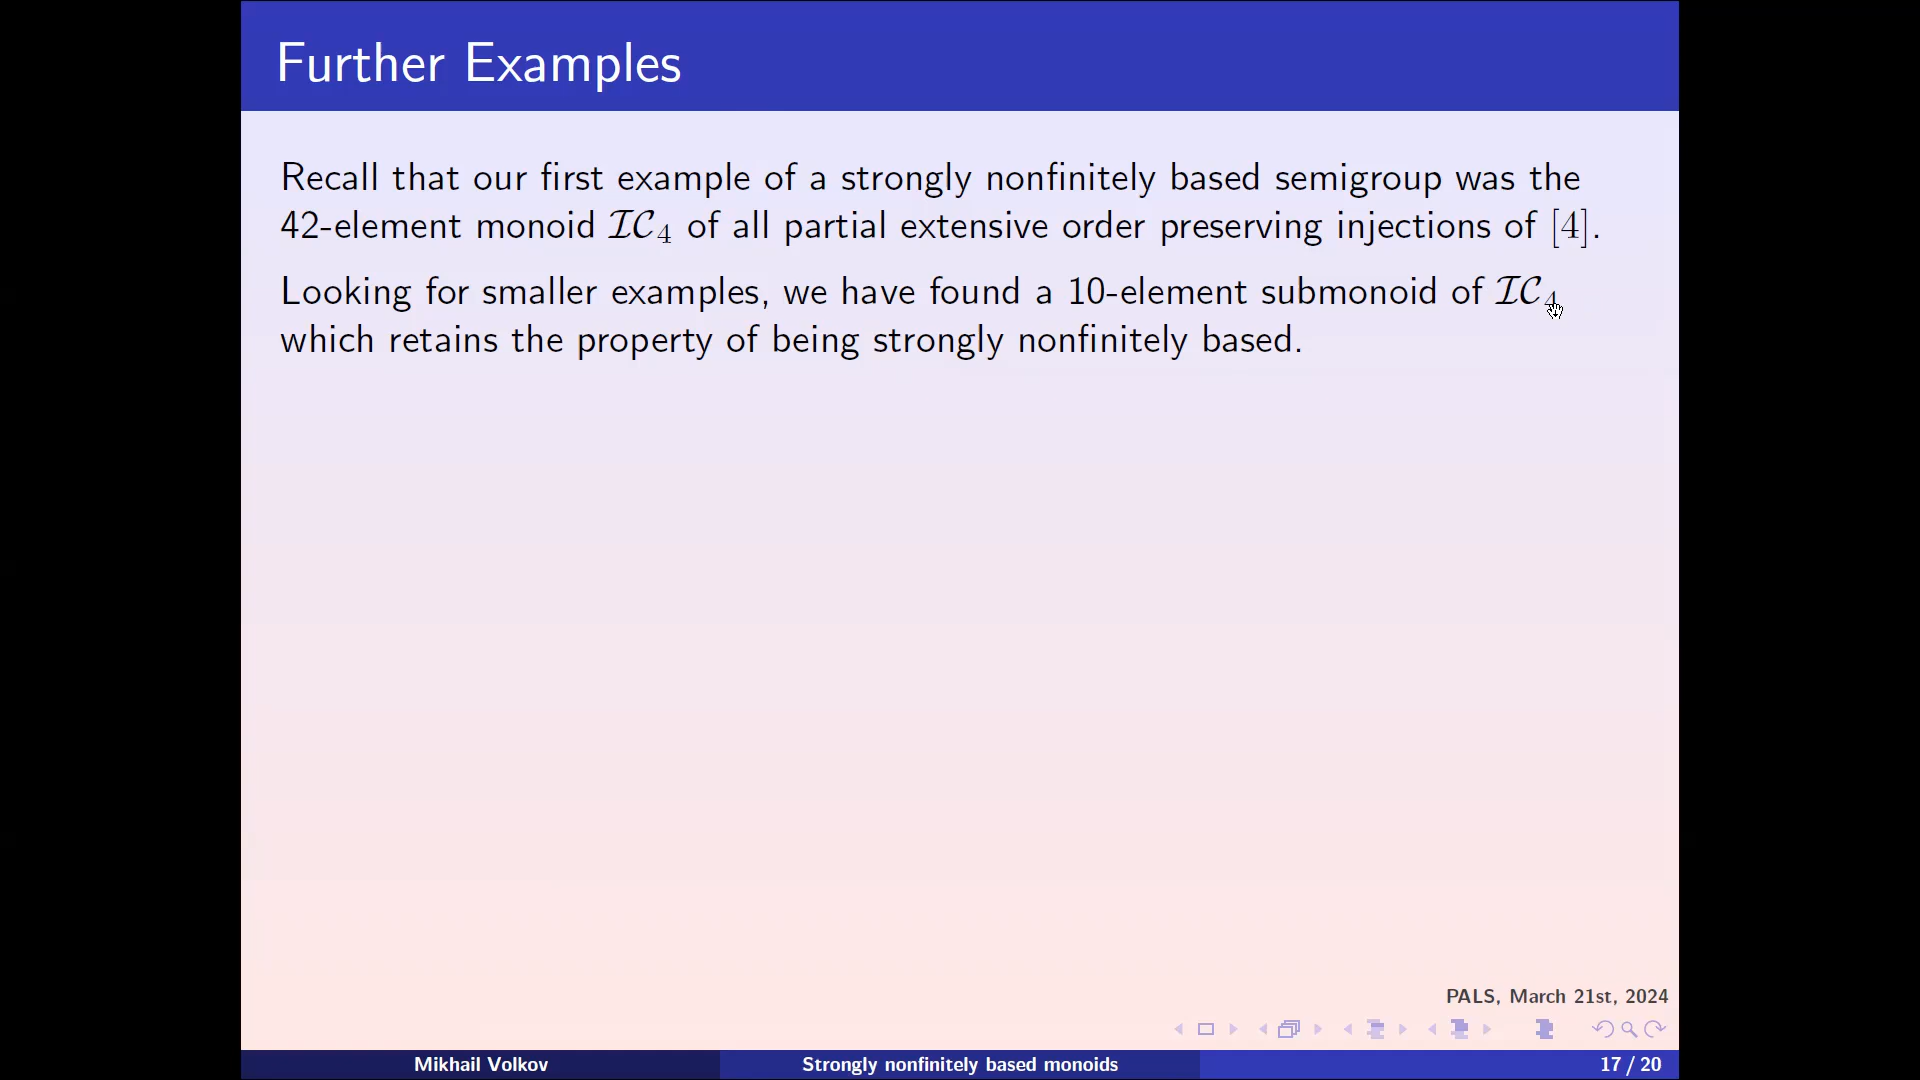 Further Examples
Recall that our first example of a strongly nonfinitely based semigroup was the
42-element monoid 𝓘𝓒₄ of all partial extensive order preserving injections of [4].
Looking for smaller examples, we have found a 10-element submonoid of 𝓘𝓒₄
which retains the property of being strongly nonfinitely based.
PALS, March 21st, 2024
Mikhail Volkov
Strongly nonfinitely based monoids
17 / 20